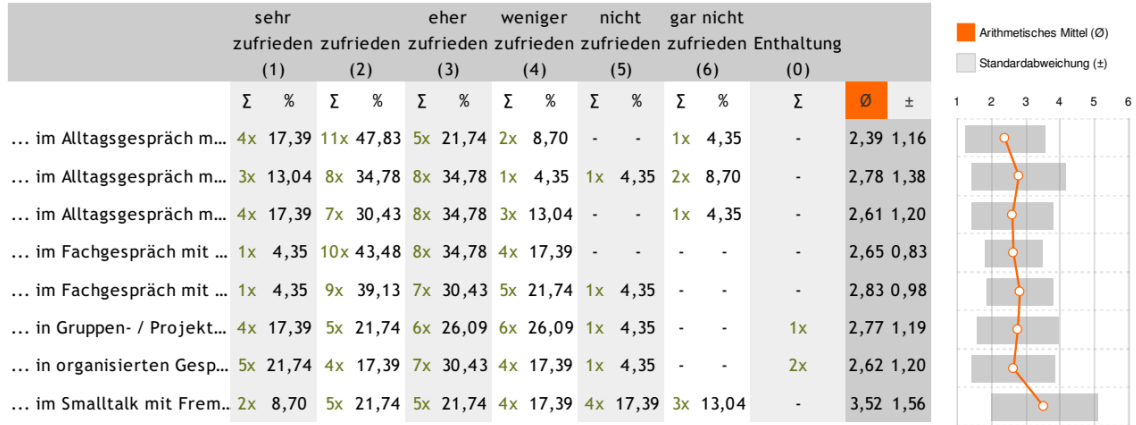 sehr eher weniger nicht gar nicht
zufrieden zufrieden zufrieden zufrieden zufrieden zufrieden Enthaltung
(1) (2) (3) (4) (5) (6) (0)
Σ % Σ % Σ % Σ % Σ % Σ % Σ Ø ±
... im Alltagsgespräch m... 4x 17,39 11x 47,83 5x 21,74 2x 8,70 - - 1x 4,35 - 2,39 1,16
... im Alltagsgespräch m... 3x 13,04 8x 34,78 8x 34,78 1x 4,35 1x 4,35 2x 8,70 - 2,78 1,38
... im Alltagsgespräch m... 4x 17,39 7x 30,43 8x 34,78 3x 13,04 - - 1x 4,35 - 2,61 1,20
... im Fachgespräch mit ... 1x 4,35 10x 43,48 8x 34,78 4x 17,39 - - - - - 2,65 0,83
... im Fachgespräch mit ... 1x 4,35 9x 39,13 7x 30,43 5x 21,74 1x 4,35 - - - 2,83 0,98
... in Gruppen- / Projekt... 4x 17,39 5x 21,74 6x 26,09 6x 26,09 1x 4,35 - - 1x 2,77 1,19
... in organisierten Gesp... 5x 21,74 4x 17,39 7x 30,43 4x 17,39 1x 4,35 - - 2x 2,62 1,20
... im Smalltalk mit Frem... 2x 8,70 5x 21,74 5x 21,74 4x 17,39 4x 17,39 3x 13,04 - 3,52 1,56
Arithmetisches Mittel (Ø)
Standardabweichung (±)
1 2 3 4 5 6